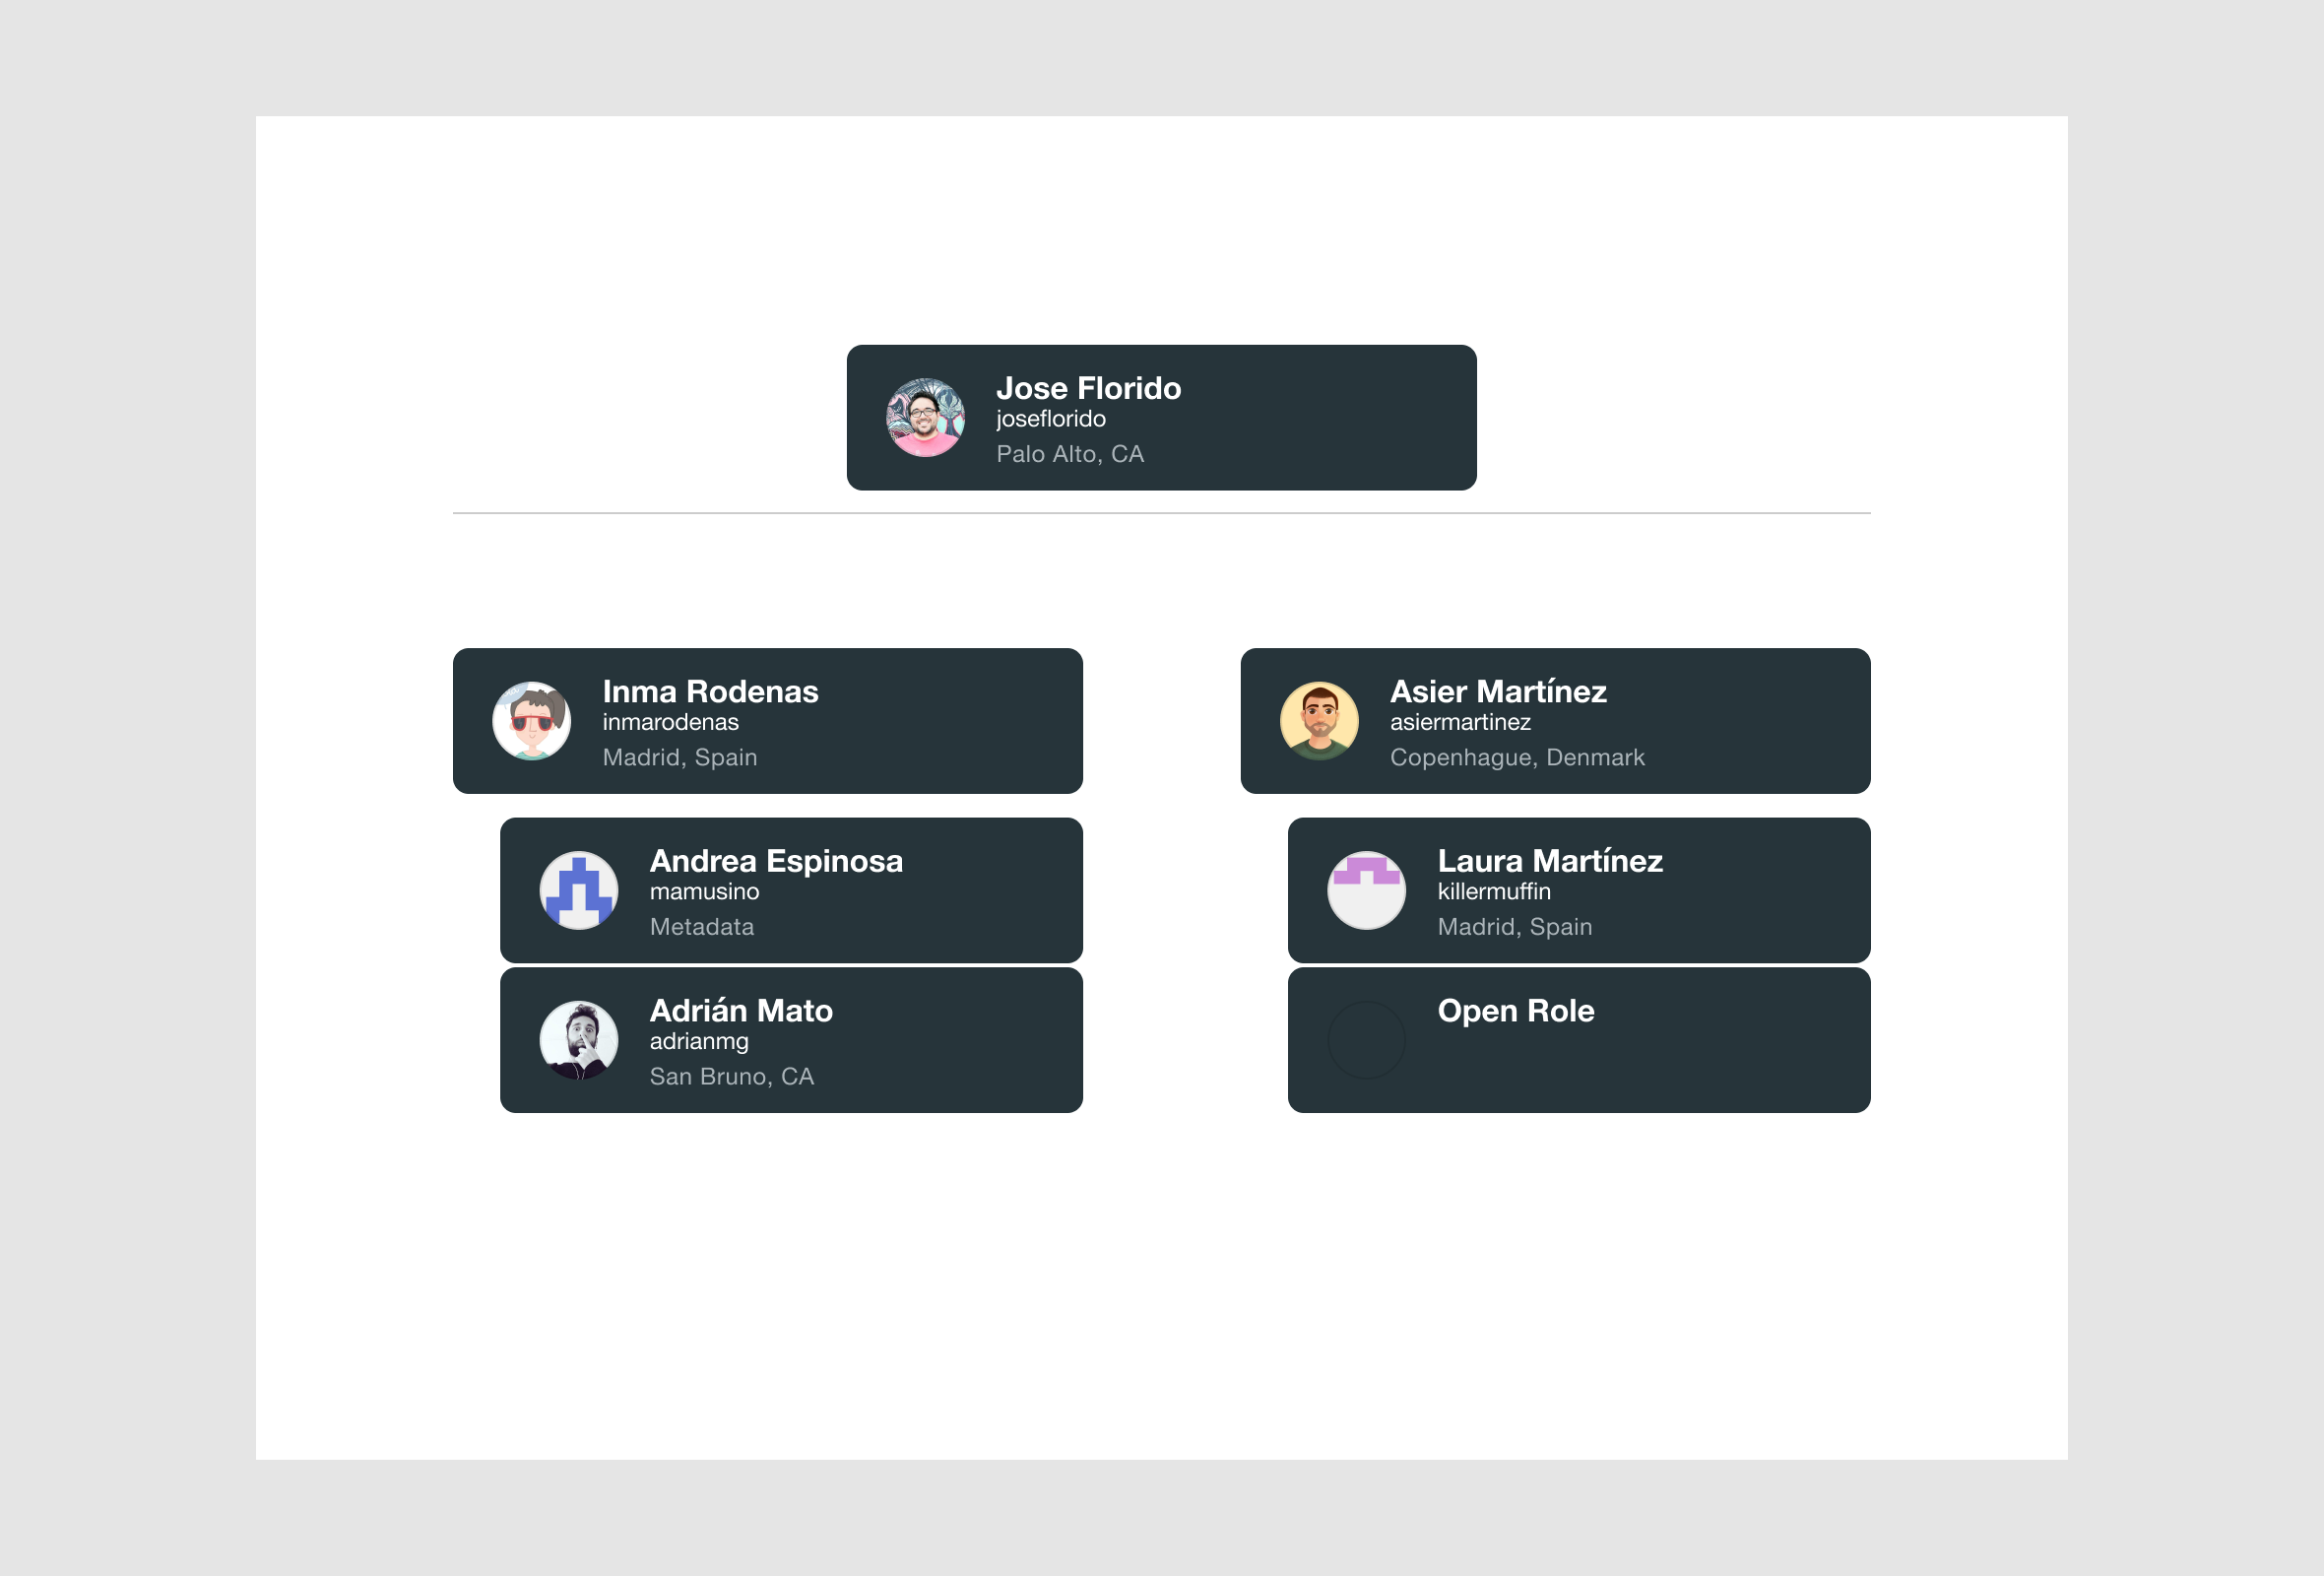 Jose Florido
joseflorido
Palo Alto, CA
Inma Rodenas
inmarodenas
Madrid, Spain
Andrea Espinosa
mamusino
Metadata
Adrián Mato
adrianmg
San Bruno, CA
Asier Martínez
asiermartinez
Copenhague, Denmark
Laura Martínez
killermuffin
Madrid, Spain
Open Role